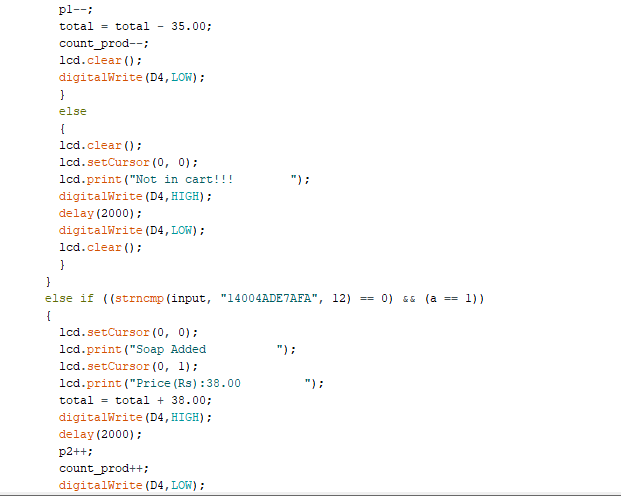 p1--;
total = total - 35.00;
count_prod--;
lcd.clear();
digitalWrite(D4,LOW);
}
else
{
lcd.clear();
lcd.setCursor(0, 0);
lcd.print("Not in cart!!!        ");
digitalWrite(D4,HIGH);
delay(2000);
digitalWrite(D4,LOW);
lcd.clear();
}
}
else if ((strncmp(input, "14004ADE7AFA", 12) == 0) && (a == 1))
{
lcd.setCursor(0, 0);
lcd.print("Soap Added          ");
lcd.setCursor(0, 1);
lcd.print("Price(Rs):38.00         ");
total = total + 38.00;
digitalWrite(D4,HIGH);
delay(2000);
p2++;
count_prod++;
digitalWrite(D4,LOW);